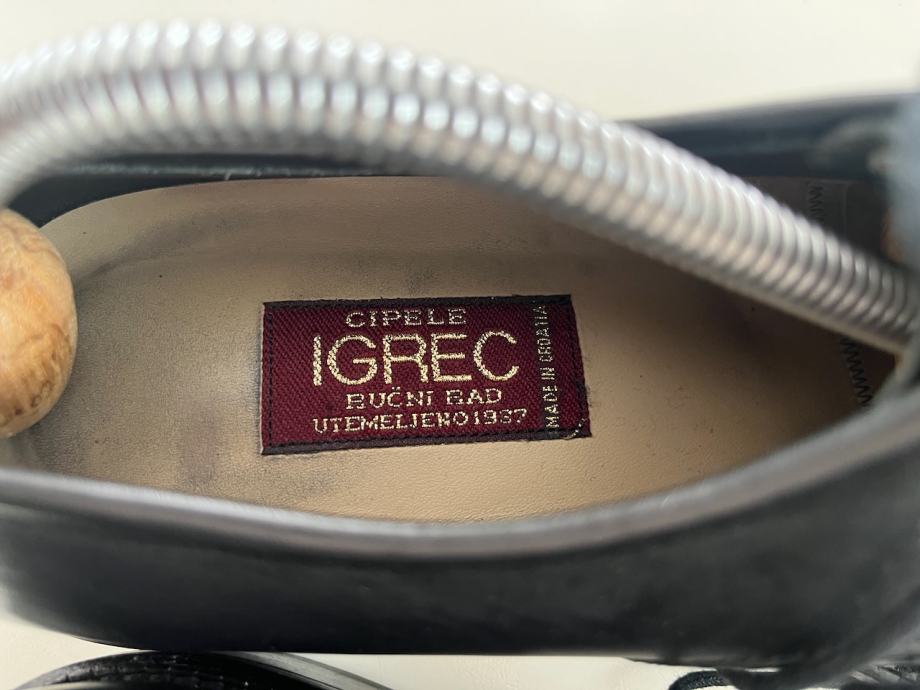 CIPELE
IGREC
RUČNI RAD
UTEMELJENO 1937
MADE IN CROATIA